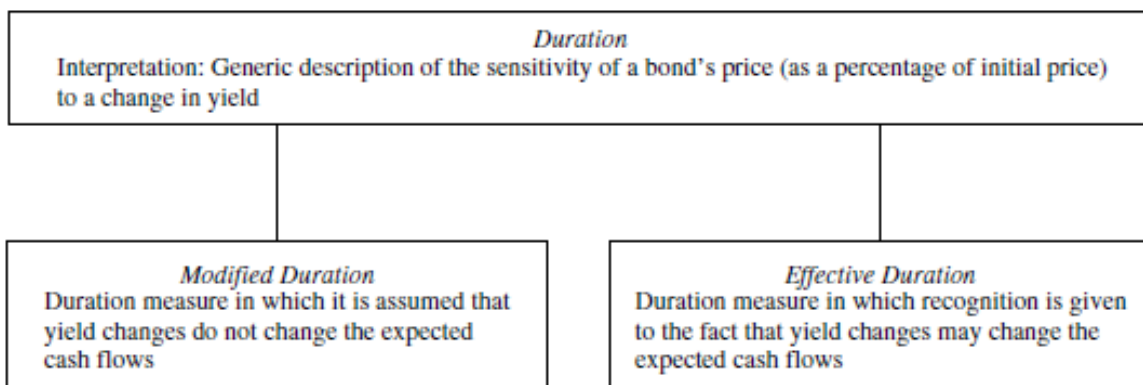 Duration
Interpretation: Generic description of the sensitivity of a bond's price (as a percentage of initial price)
to a change in yield
Modified Duration
Duration measure in which it is assumed that
yield changes do not change the expected
cash flows
Effective Duration
Duration measure in which recognition is given
to the fact that yield changes may change the
expected cash flows